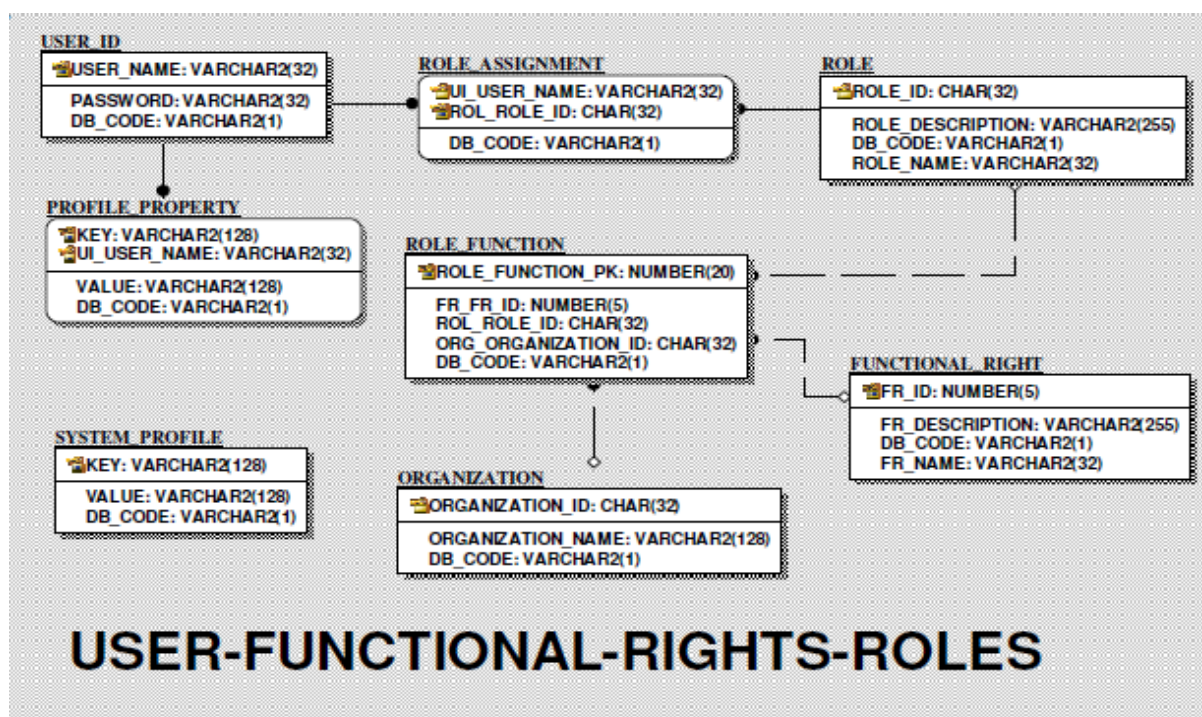 USER_ID
USER_NAME: VARCHAR2(32)
PASSWORD: VARCHAR2(32)
DB_CODE: VARCHAR2(1)
ROLE_ASSIGNMENT
UI_USER_NAME: VARCHAR2(32)
ROL_ROLE_ID: CHAR(32)
DB_CODE: VARCHAR2(1)
ROLE
ROLE_ID: CHAR(32)
ROLE_DESCRIPTION: VARCHAR2(255)
DB_CODE: VARCHAR2(1)
ROLE_NAME: VARCHAR2(32)
PROFILE_PROPERTY
KEY: VARCHAR2(128)
UI_USER_NAME: VARCHAR2(32)
VALUE: VARCHAR2(128)
DB_CODE: VARCHAR2(1)
ROLE_FUNCTION
ROLE_FUNCTION_PK: NUMBER(20)
FR_FR_ID: NUMBER(5)
ROL_ROLE_ID: CHAR(32)
ORG_ORGANIZATION_ID: CHAR(32)
DB_CODE: VARCHAR2(1)
FUNCTIONAL_RIGHT
FR_ID: NUMBER(5)
FR_DESCRIPTION: VARCHAR2(255)
DB_CODE: VARCHAR2(1)
FR_NAME: VARCHAR2(32)
SYSTEM_PROFILE
KEY: VARCHAR2(128)
VALUE: VARCHAR2(128)
DB_CODE: VARCHAR2(1)
ORGANIZATION
ORGANIZATION_ID: CHAR(32)
ORGANIZATION_NAME: VARCHAR2(128)
DB_CODE: VARCHAR2(1)
USER-FUNCTIONAL-RIGHTS-ROLES